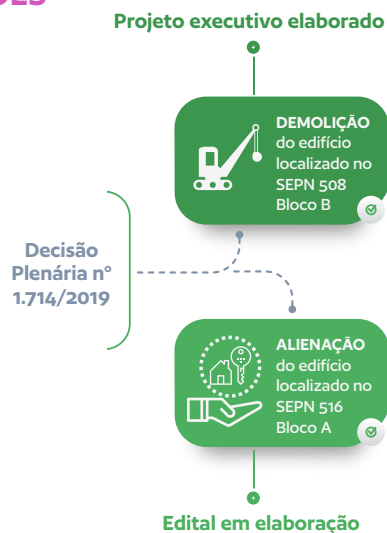 Projeto executivo elaborado
DEMOLIÇÃO
do edifício
localizado no
SEPN 508
Bloco B
Decisão
Plenária nº
1.714/2019
ALIENAÇÃO
do edifício
localizado no
SEPN 516
Bloco A
Edital em elaboração